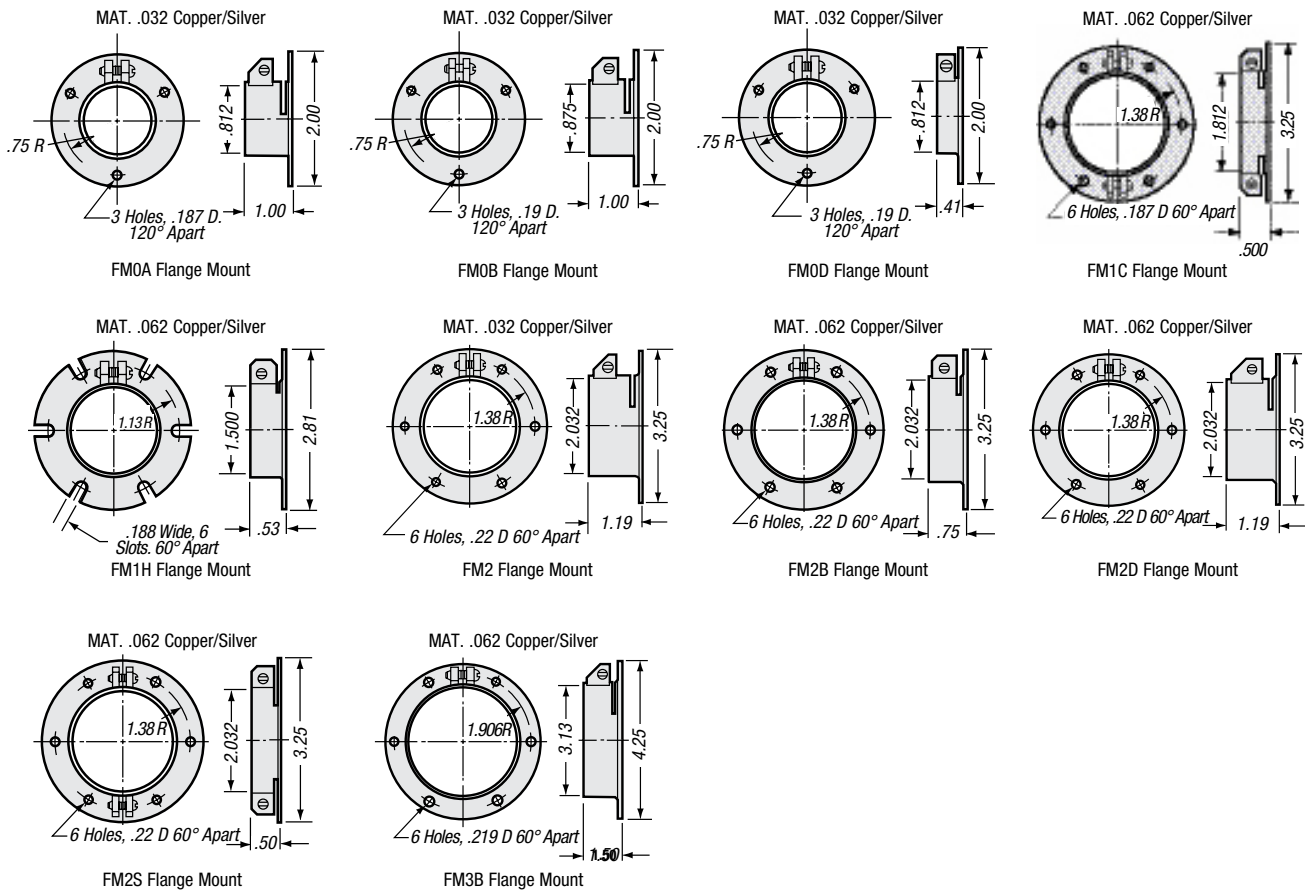 MAT. .032 Copper/Silver
.75 R
.812
2.00
3 Holes, .187 D.
120° Apart
1.00
FM0A Flange Mount
MAT. .032 Copper/Silver
.75 R
.875
2.00
3 Holes, .19 D.
120° Apart
1.00
FM0B Flange Mount
MAT. .032 Copper/Silver
.75 R
.812
2.00
3 Holes, .19 D.
120° Apart
.41
FM0D Flange Mount
MAT. .062 Copper/Silver
1.38 R
1.812
3.25
6 Holes, .187 D 60° Apart
.500
FM1C Flange Mount
MAT. .062 Copper/Silver
1.13 R
1.500
2.81
.188 Wide, 6
Slots. 60° Apart
.53
FM1H Flange Mount
MAT. .032 Copper/Silver
1.38 R
2.032
3.25
6 Holes, .22 D 60° Apart
1.19
FM2 Flange Mount
MAT. .062 Copper/Silver
1.38 R
2.032
3.25
6 Holes, .22 D 60° Apart
.75
FM2B Flange Mount
MAT. .062 Copper/Silver
1.38 R
2.032
3.25
6 Holes, .22 D 60° Apart
1.19
FM2D Flange Mount
MAT. .062 Copper/Silver
1.38 R
2.032
3.25
6 Holes, .22 D 60° Apart
.50
FM2S Flange Mount
MAT. .062 Copper/Silver
1.906R
3.13
4.25
6 Holes, .219 D 60° Apart
1.50
FM3B Flange Mount